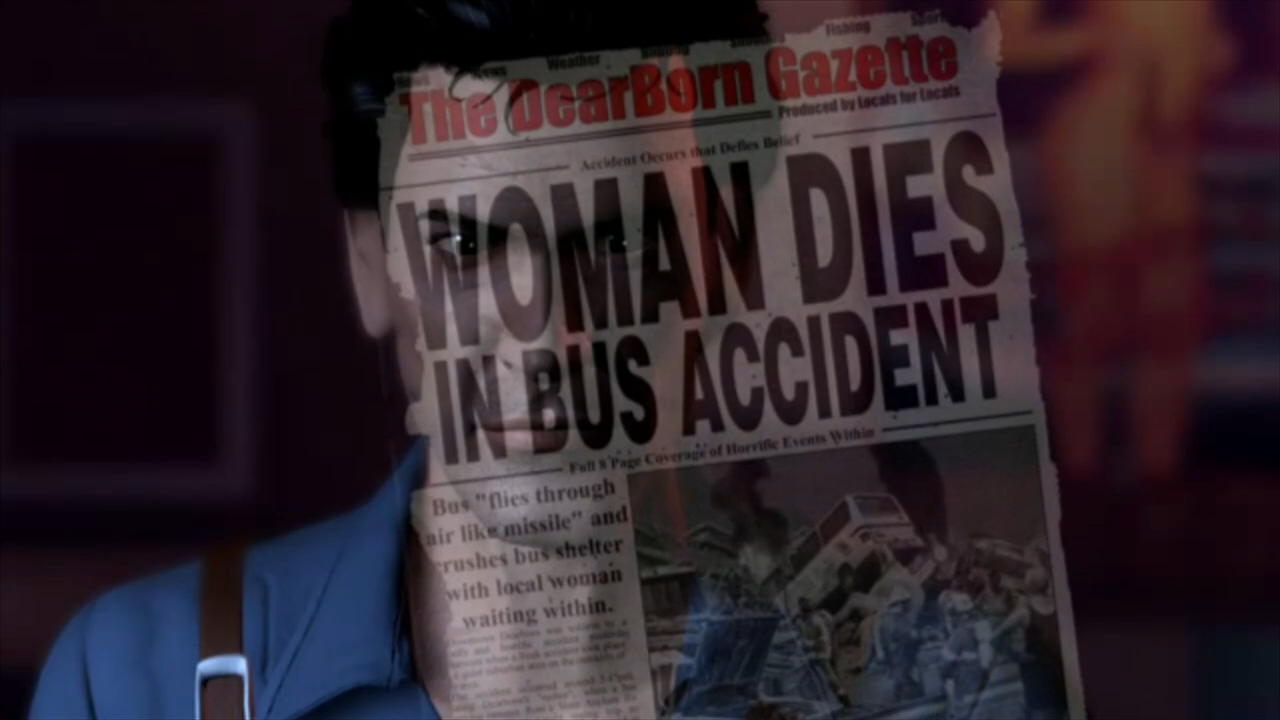 News Weather Fishing Sport
The DearBorn Gazette
Produced by Locals for Locals
Accident Occurs that Defies Belief
WOMAN DIES
IN BUS ACCIDENT
Full 8 Page Coverage of Horrific Events Within
Bus "flies through
air like missile" and
crushes bus shelter
with local woman
waiting within.